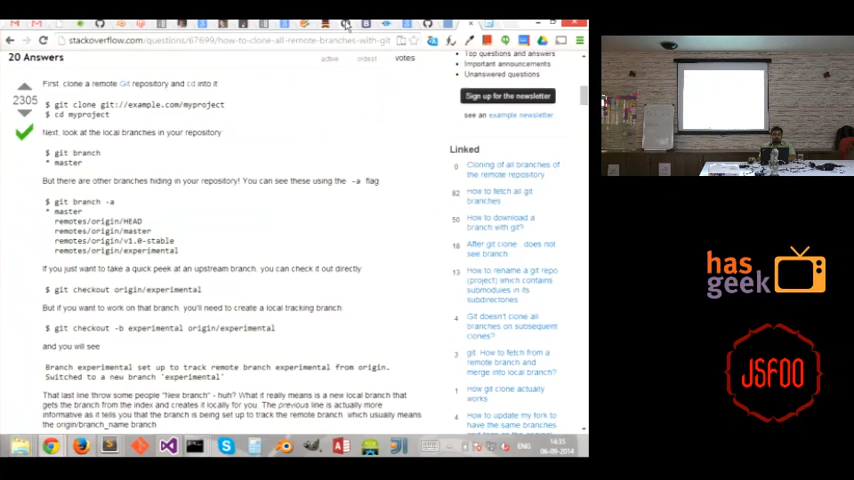 stackoverflow.com/questions/67699/how-to-clone-all-remote-branches-with-git
20 Answers
active oldest votes
First clone a remote Git repository and cd into it
2305
$ git clone git://example.com/myproject
$ cd myproject
Next, look at the local branches in your repository
$ git branch
* master
But there are other branches hiding in your repository! You can see these using the -a flag
$ git branch -a
* master
remotes/origin/HEAD
remotes/origin/master
remotes/origin/v1.0-stable
remotes/origin/experimental
If you just want to take a quick peek at an upstream branch, you can check it out directly
$ git checkout origin/experimental
But if you want to work on that branch, you'll need to create a local tracking branch
$ git checkout -b experimental origin/experimental
and you will see
Branch experimental set up to track remote branch experimental from origin.
Switched to a new branch 'experimental'
That last line throw some people "New branch" - huh? What it really means is a new local branch that
gets the branch from the index and creates it locally for you. The previous line is actually more
informative as it tells you that the branch is being set up to track the remote branch, which usually means
the origin/branch_name branch
Top questions and answers
Important announcements
Unanswered questions
Sign up for the newsletter
see an example newsletter
Linked
0 Cloning of all branches of
the remote repository
82 How to fetch all git
branches
50 How to download a
branch with git?
18 After git clone does not
see branch
13 How to rename a git repo
(project) which contains
submodules in its
subdirectories
4 Git doesn't clone all
branches on subsequent
clones?
3 git: How to fetch from a
remote branch and
merge into local branch?
1 How git clone actually
works
4 How to update my fork to
have the same branches
ENG
14:35
06-09-2014
has
geek
JSFOO